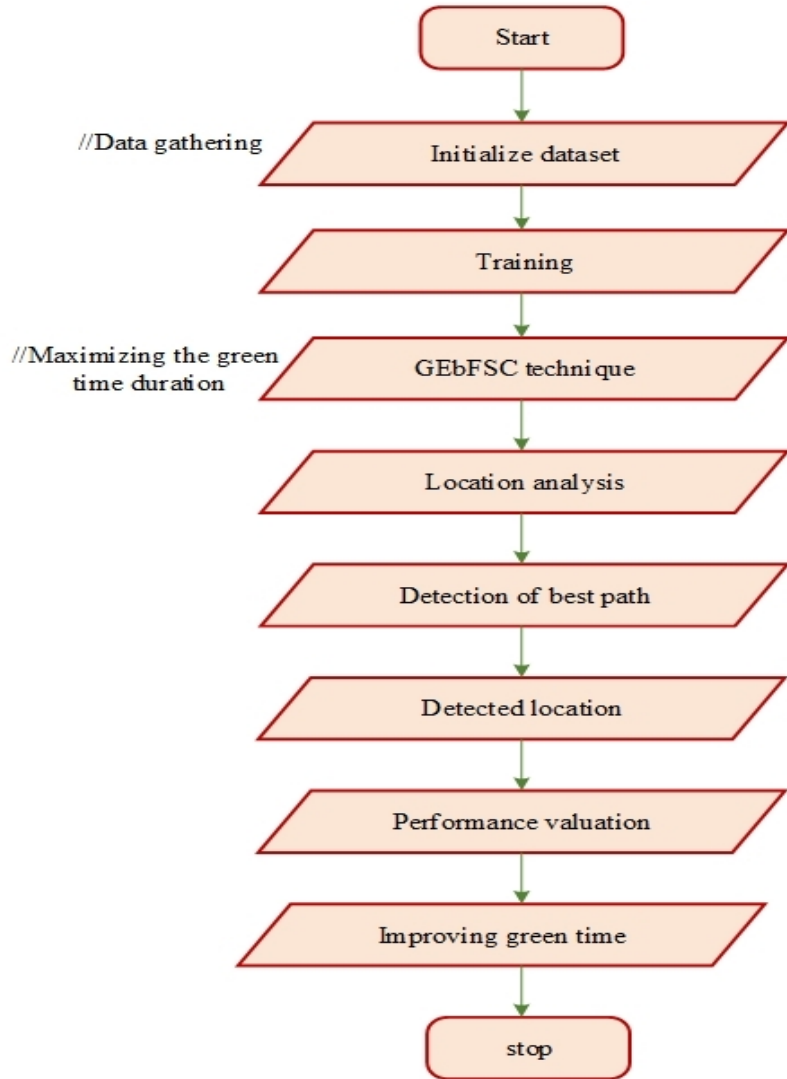 Start
//Data gathering
Initialize dataset
Training
//Maximizing the green
time duration
GEbFSC technique
Location analysis
Detection of best path
Detected location
Performance valuation
Improving green time
stop